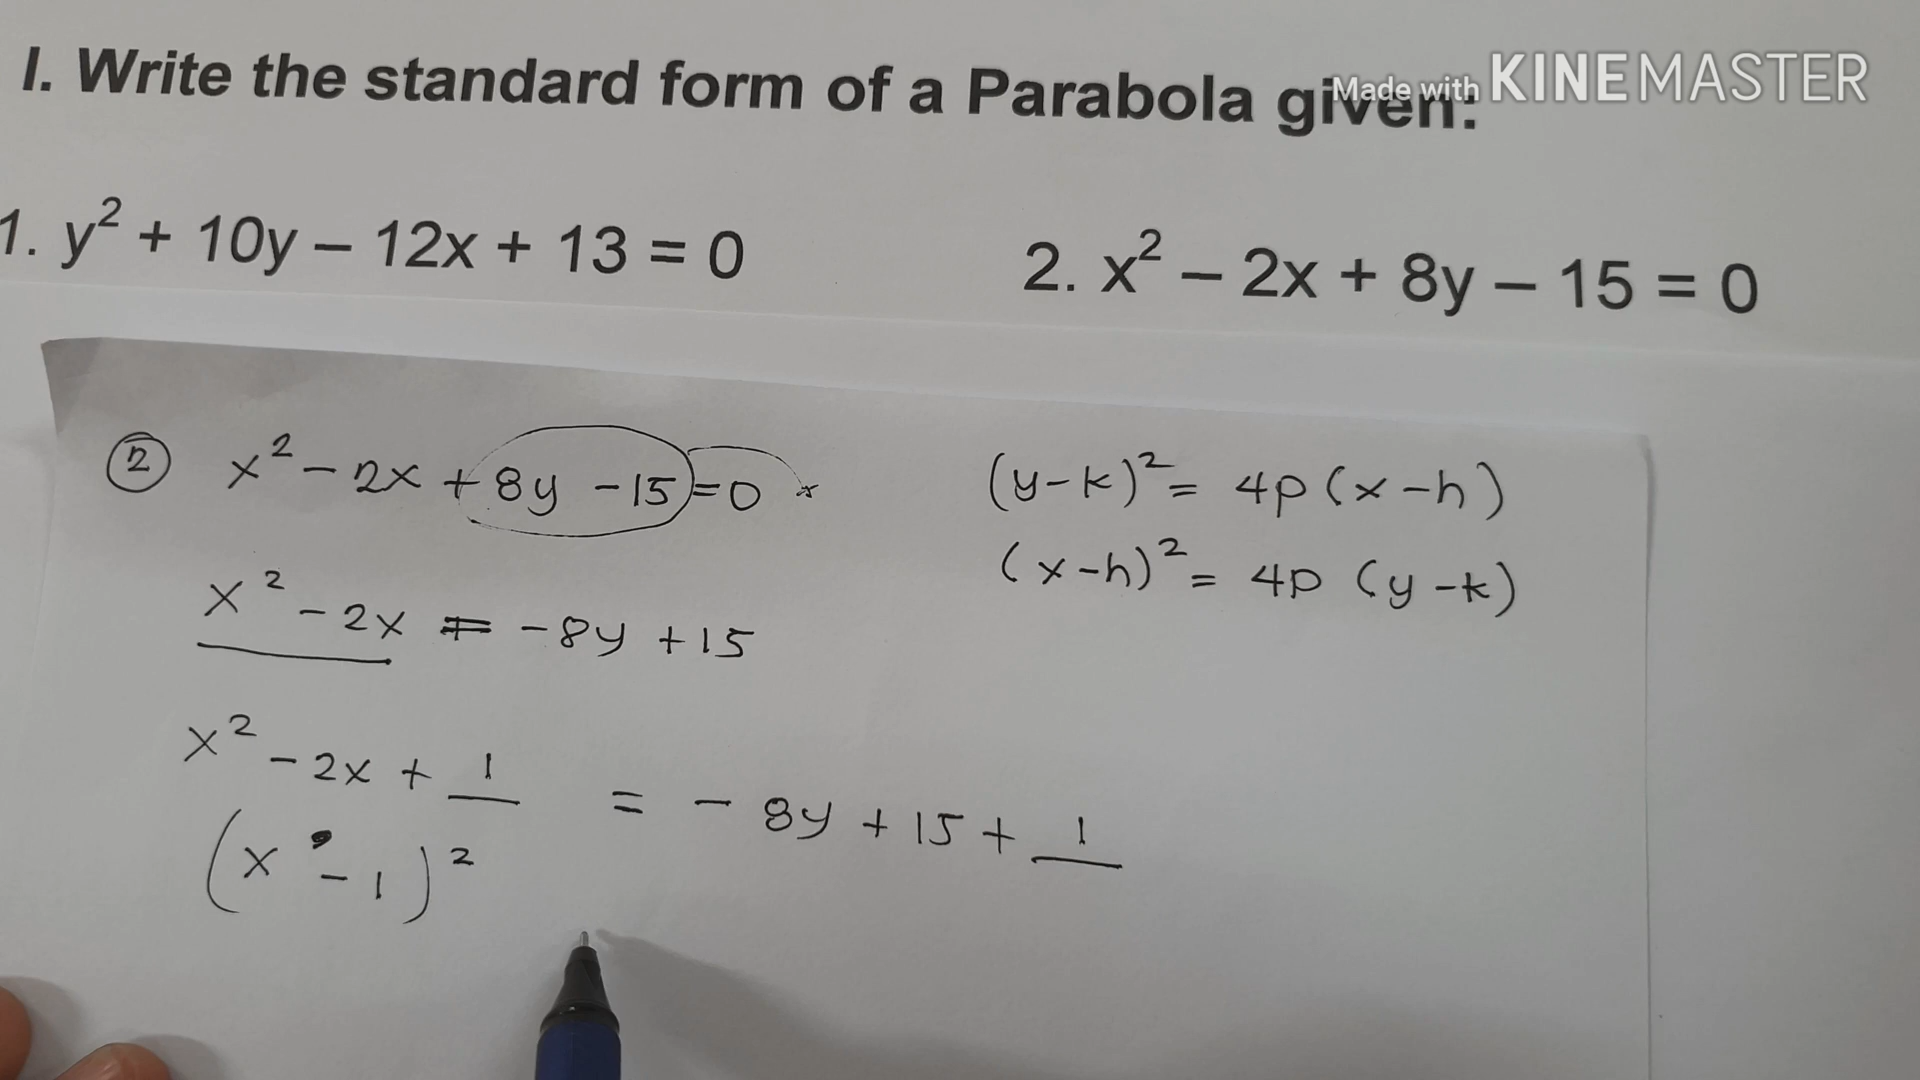 I. Write the standard form of a Parabola given:
Made with KINEMASTER
1. y² + 10y – 12x + 13 = 0
2. x² – 2x + 8y – 15 = 0
② x² - 2x + 8y - 15 = 0
(y-k)² = 4p(x-h)
(x-h)² = 4p (y-k)
x² - 2x = -8y + 15
x² - 2x + 1 = - 8y + 15 + 1
(x - 1)²